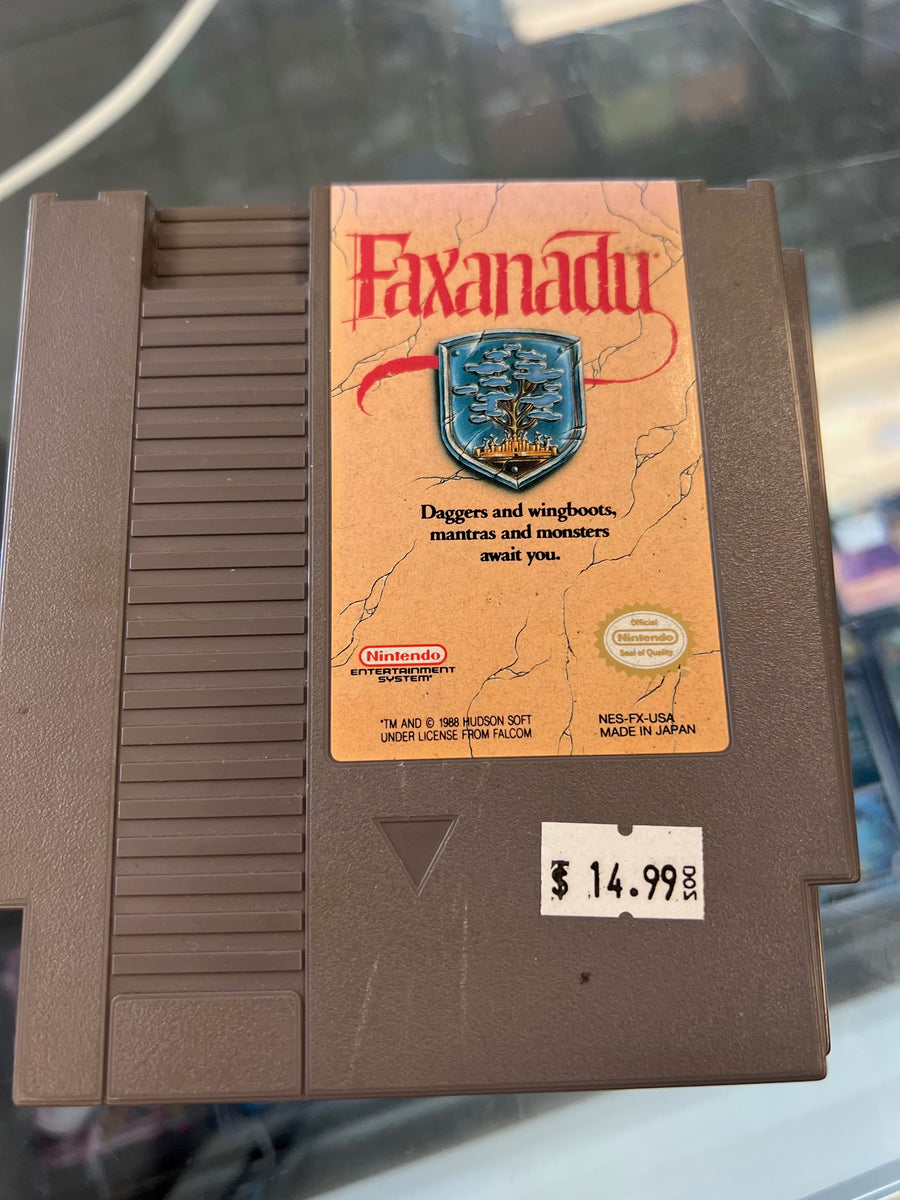 Faxanadu
Daggers and wingboots,
mantras and monsters
await you.
Nintendo
ENTERTAINMENT
SYSTEM
Official
Nintendo
Seal of Quality
*TM AND © 1988 HUDSON SOFT
UNDER LICENSE FROM FALCOM
NES-FX-USA
MADE IN JAPAN
$ 14.99